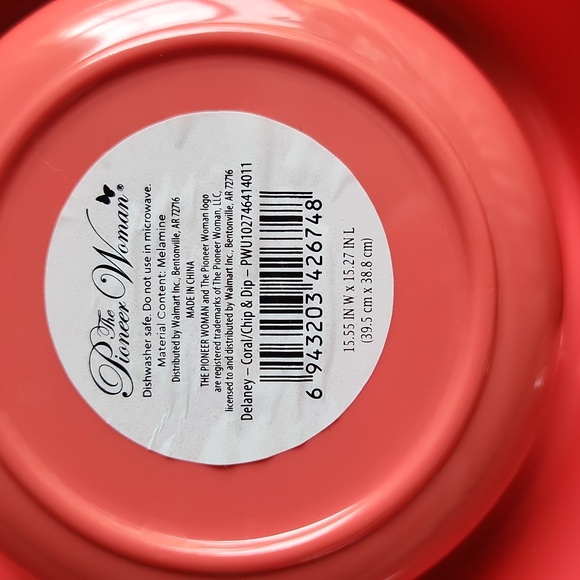 The
Pioneer Woman®
Dishwasher safe. Do not use in microwave.
Material Content: Melamine
Distributed by Walmart Inc., Bentonville, AR 72716
MADE IN CHINA
THE PIONEER WOMAN and The Pioneer Woman logo
are registered trademarks of The Pioneer Woman, LLC,
licensed to and distributed by Walmart Inc., Bentonville, AR 72716
Delaney – Coral/Chip & Dip – PWU102746414011
6 943203 426748
15.55 IN W x 15.27 IN L
(39.5 cm x 38.8 cm)